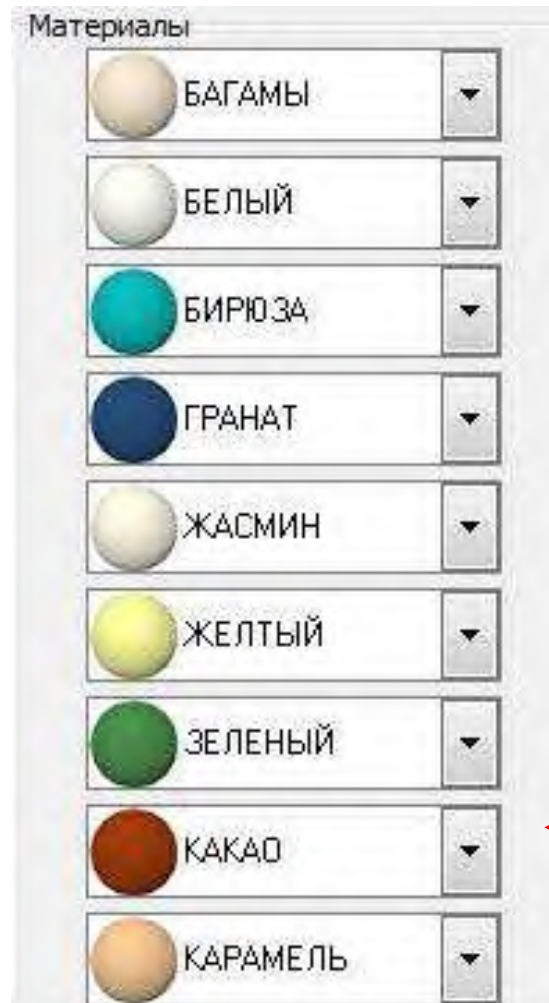 Материалы
БАГАМЫ
БЕЛЫЙ
БИРЮЗА
ГРАНАТ
ЖАСМИН
ЖЕЛТЫЙ
ЗЕЛЕНЫЙ
КАКАО
КАРАМЕЛЬ